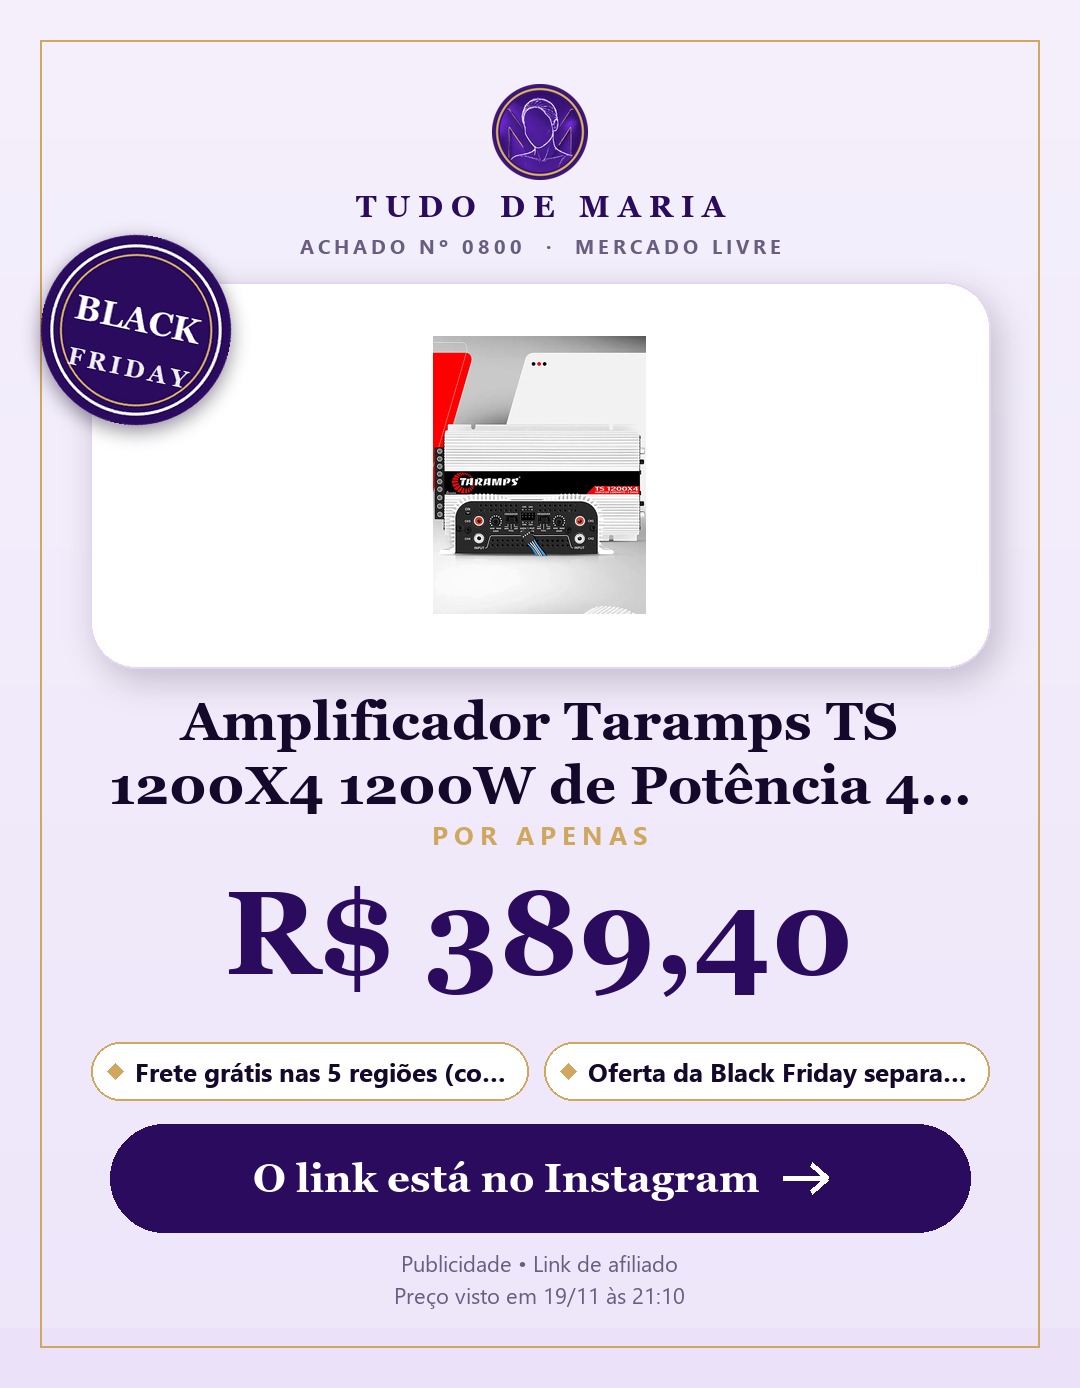 TUDO DE MARIA
ACHADO Nº 0800 · MERCADO LIVRE
BLACK
FRIDAY
TARAMPS
TS 1200X4
INPUT
INPUT
Amplificador Taramps TS
1200X4 1200W de Potência 4...
POR APENAS
R$ 389,40
Frete grátis nas 5 regiões (co...
Oferta da Black Friday separa...
O link está no Instagram →
Publicidade • Link de afiliado
Preço visto em 19/11 às 21:10